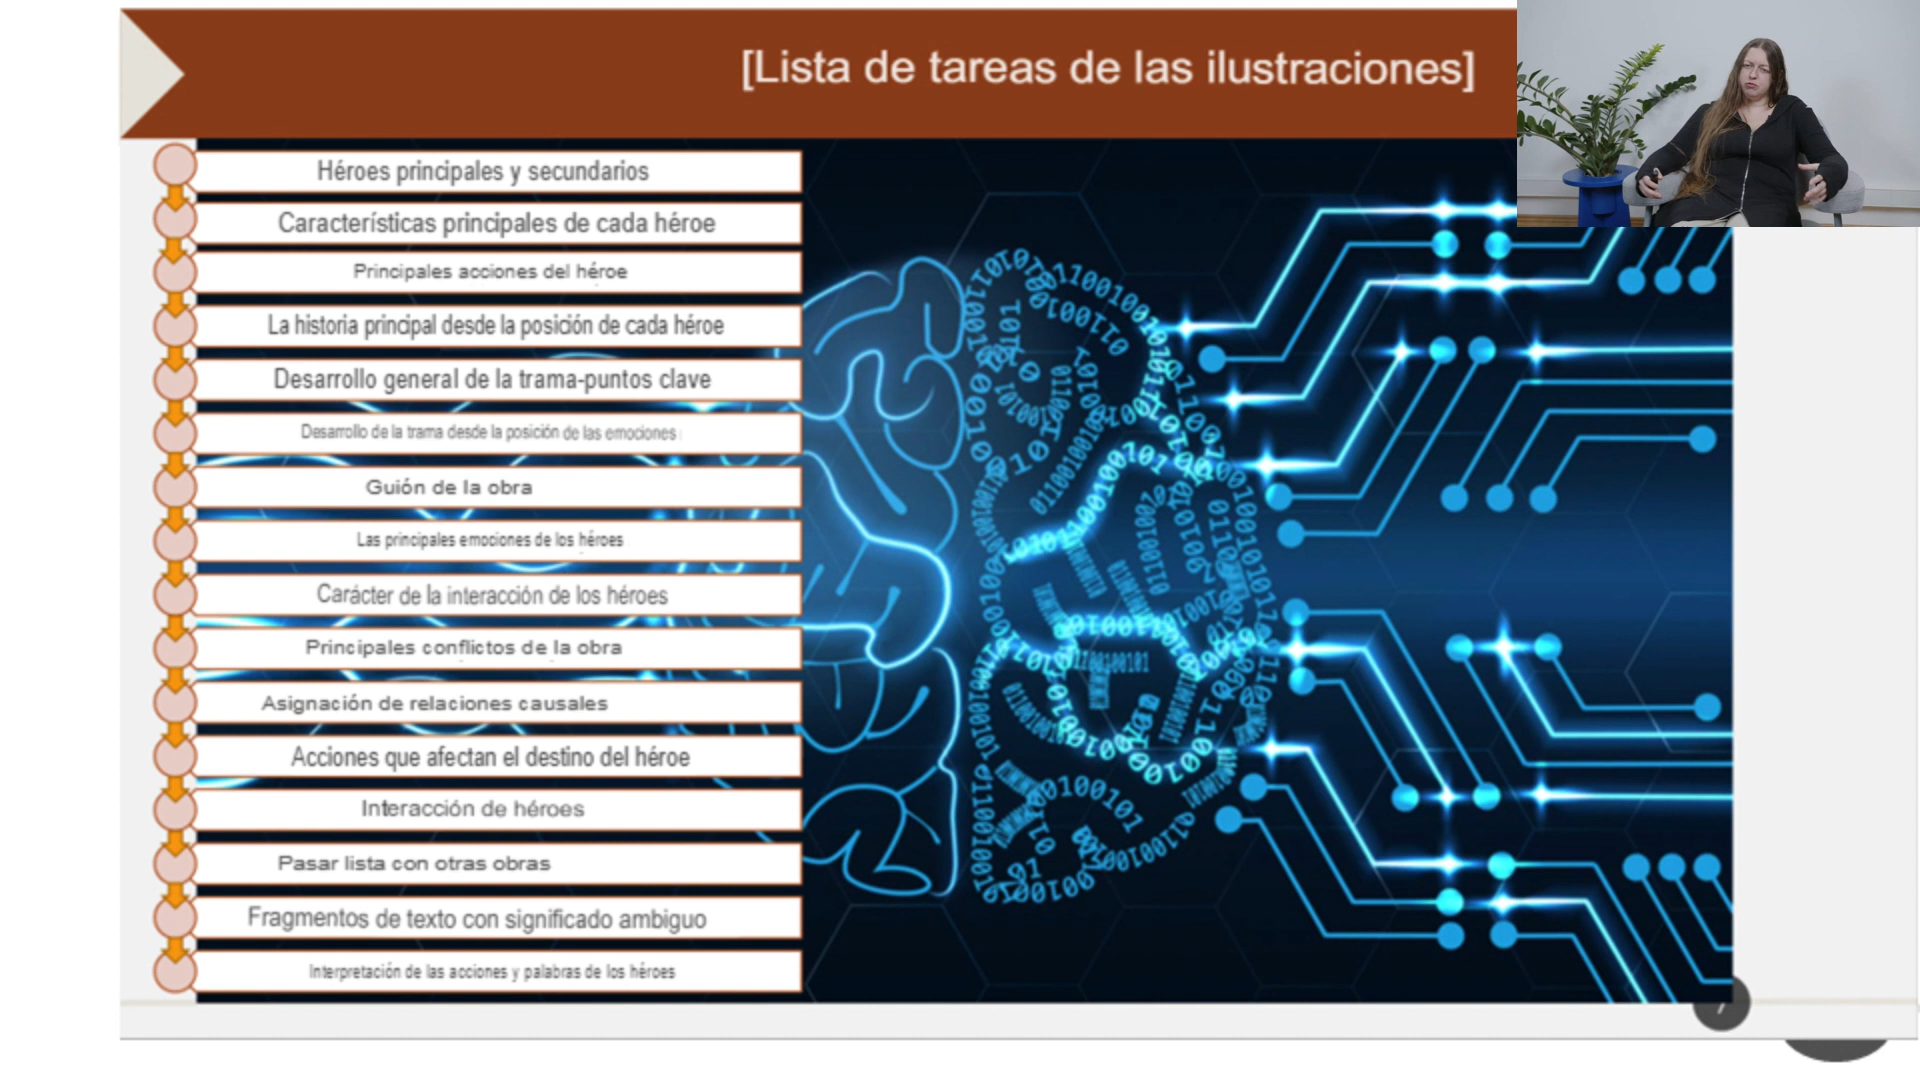 [Lista de tareas de las ilustraciones]
Héroes principales y secundarios
Características principales de cada héroe
Principales acciones del héroe
La historia principal desde la posición de cada héroe
Desarrollo general de la trama-puntos clave
Desarrollo de la trama desde la posición de las emociones
Guión de la obra
Las principales emociones de los héroes
Carácter de la interacción de los héroes
Principales conflictos de la obra
Asignación de relaciones causales
Acciones que afectan el destino del héroe
Interacción de héroes
Pasar lista con otras obras
Fragmentos de texto con significado ambiguo
Interpretación de las acciones y palabras de los héroes